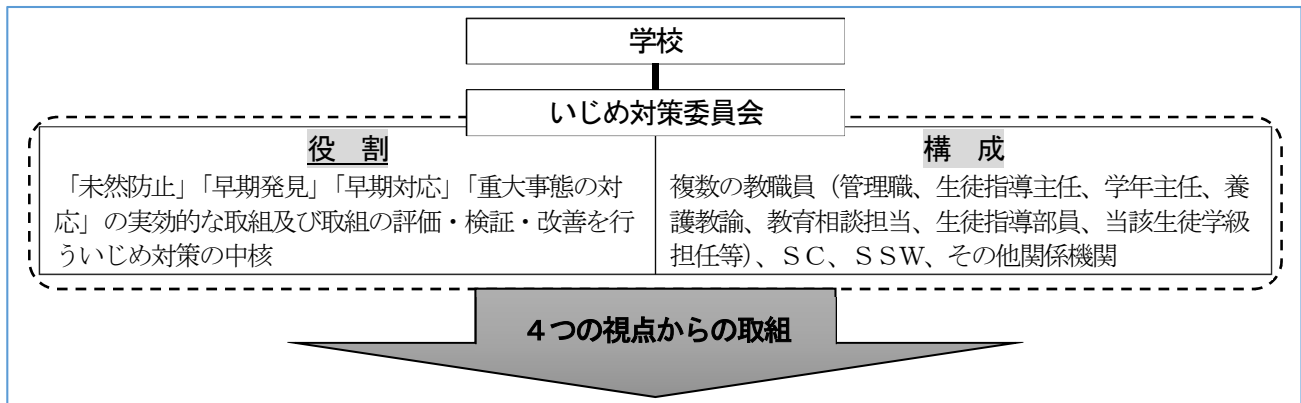 学校
いじめ対策委員会
役　割
「未然防止」「早期発見」「早期対応」「重大事態の対
応」の実効的な取組及び取組の評価・検証・改善を行
ういじめ対策の中核
構　成
複数の教職員（管理職、生徒指導主任、学年主任、養
護教諭、教育相談担当、生徒指導部員、当該生徒学級
担任等）、ＳＣ、ＳＳＷ、その他関係機関
４つの視点からの取組